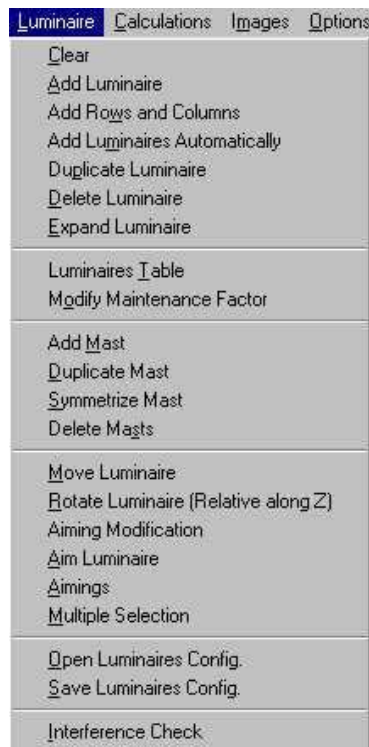 Luminaire Calculations Images Options
Clear
Add Luminaire
Add Rows and Columns
Add Luminaires Automatically
Duplicate Luminaire
Delete Luminaire
Expand Luminaire
Luminaires Table
Modify Maintenance Factor
Add Mast
Duplicate Mast
Symmetrize Mast
Delete Masts
Move Luminaire
Rotate Luminaire (Relative along Z)
Aiming Modification
Aim Luminaire
Aimings
Multiple Selection
Open Luminaires Config.
Save Luminaires Config.
Interference Check